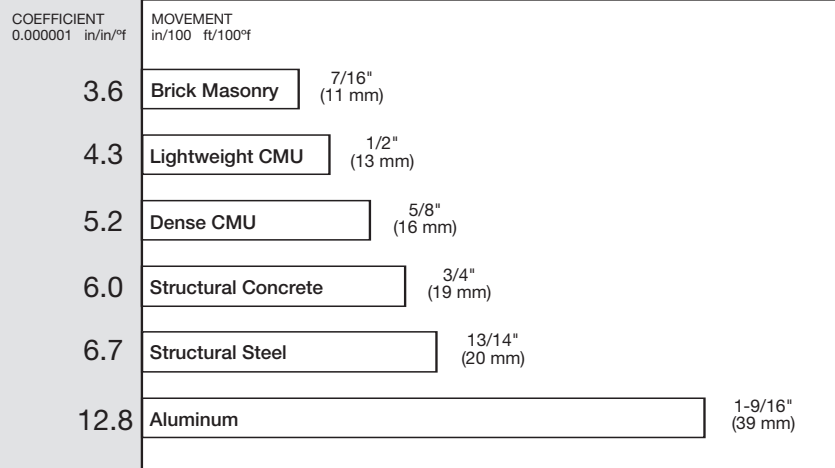 COEFFICIENT
0.000001 in/in/ºf
MOVEMENT
in/100 ft/100ºf
3.6 Brick Masonry 7/16"
(11 mm)
4.3 Lightweight CMU 1/2"
(13 mm)
5.2 Dense CMU 5/8"
(16 mm)
6.0 Structural Concrete 3/4"
(19 mm)
6.7 Structural Steel 13/14"
(20 mm)
12.8 Aluminum 1-9/16"
(39 mm)